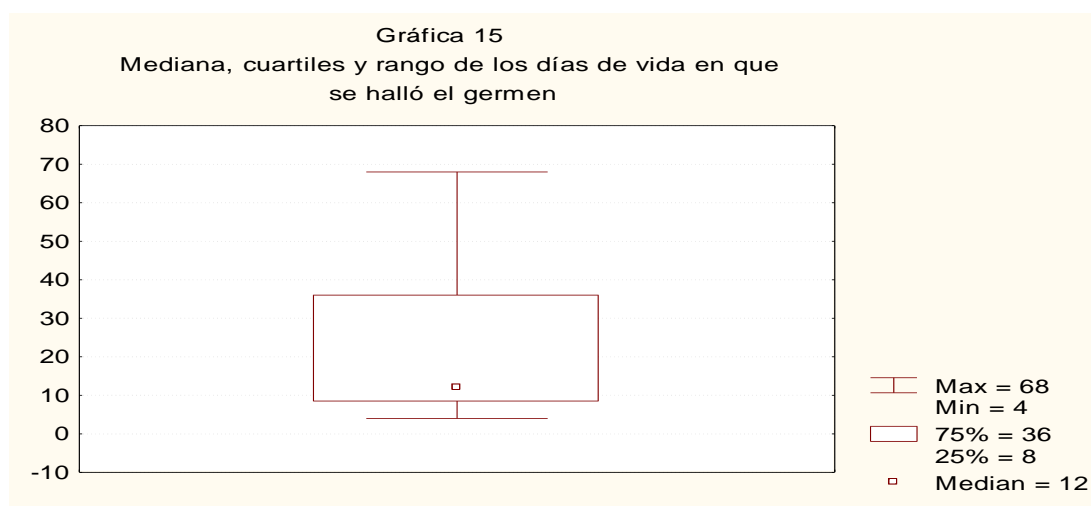 Gráfica 15
Mediana, cuartiles y rango de los días de vida en que
se halló el germen
80
70
60
50
40
30
20
10
0
-10
Max = 68
Min = 4
75% = 36
25% = 8
Median = 12